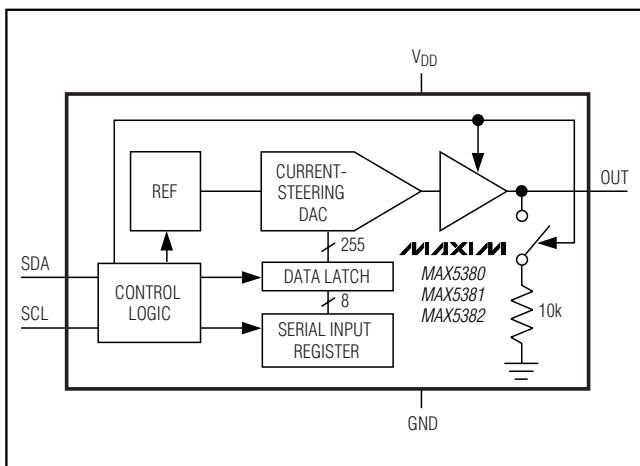 VDD
REF
CURRENT-
STEERING
DAC
OUT
255
MAXIM
MAX5380
MAX5381
MAX5382
SDA
SCL
CONTROL
LOGIC
DATA LATCH
8
SERIAL INPUT
REGISTER
10k
GND